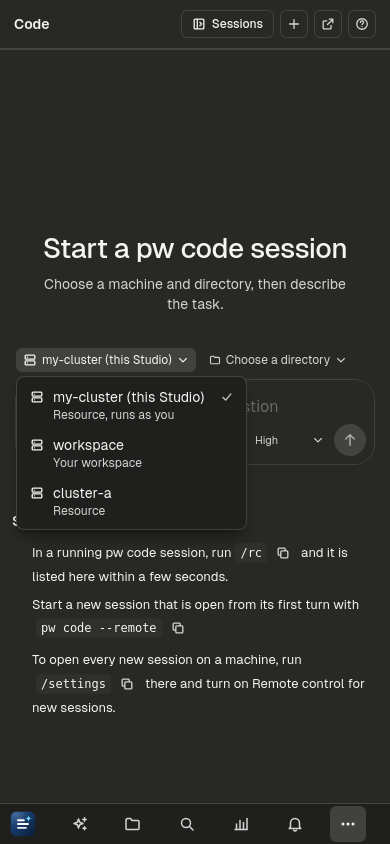 Code
Sessions
Start a pw code session
Choose a machine and directory, then describe
the task.
my-cluster (this Studio)
Choose a directory
my-cluster (this Studio)
Resource, runs as you
High
workspace
Your workspace
cluster-a
Resource
In a running pw code session, run /rc and it is
listed here within a few seconds.
Start a new session that is open from its first turn with
pw code --remote
To open every new session on a machine, run
/settings there and turn on Remote control for
new sessions.